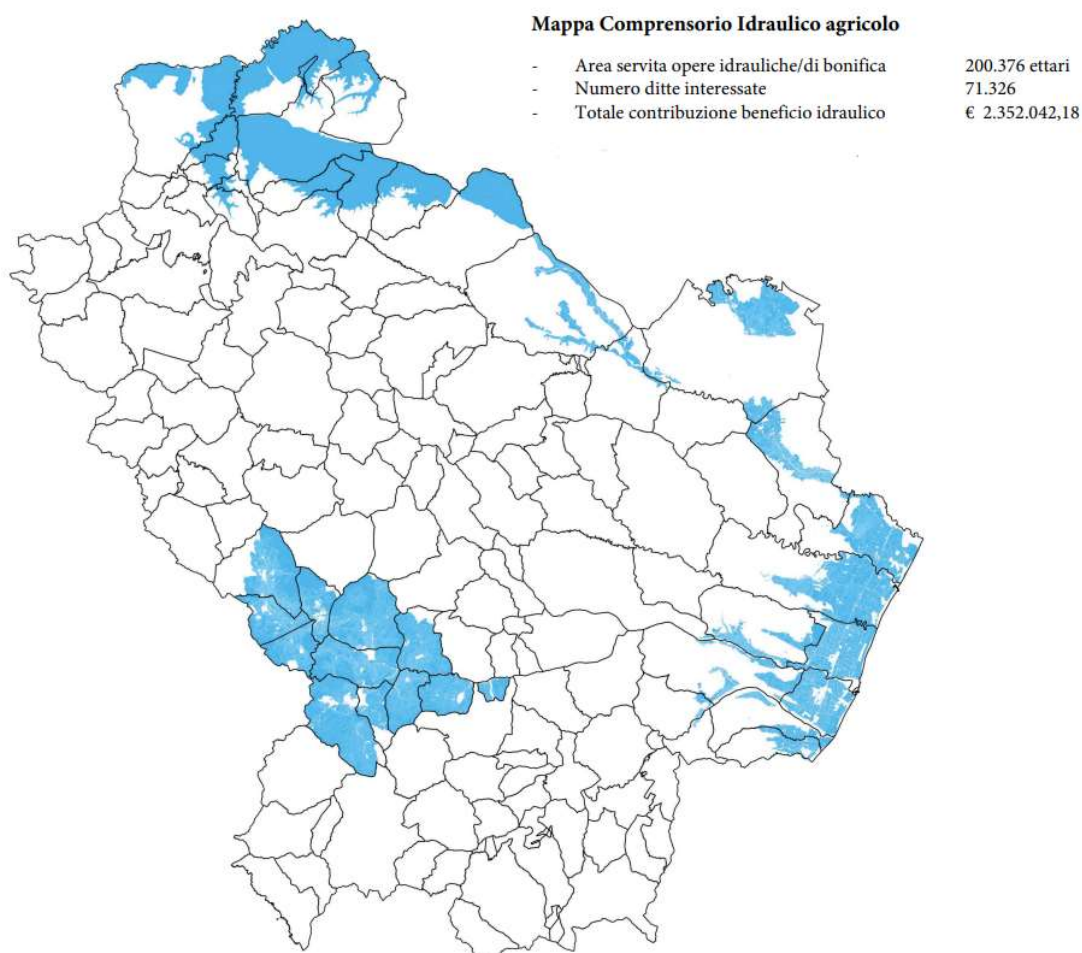 Mappa Comprensorio Idraulico agricolo
- Area servita opere idrauliche/di bonifica 200.376 ettari
- Numero ditte interessate 71.326
- Totale contribuzione beneficio idraulico € 2.352.042,18